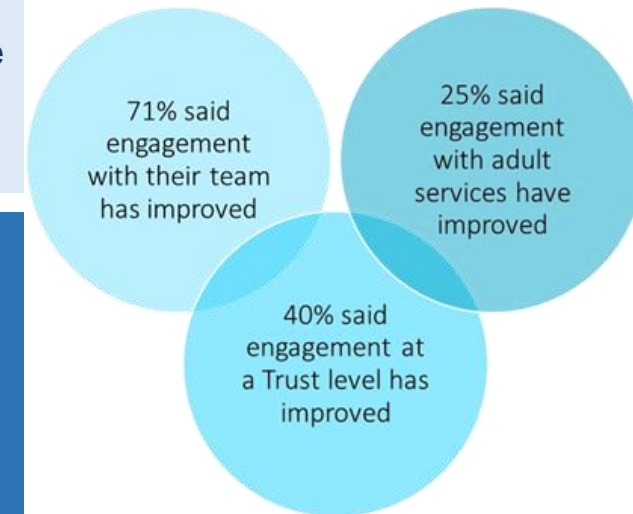 e
71% said
engagement
with their team
has improved
25% said
engagement
with adult
services have
improved
40% said
engagement at
a Trust level has
improved